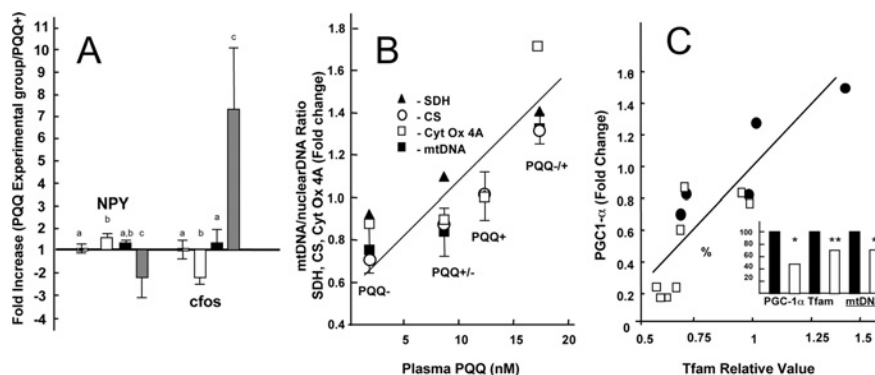 A
Fold Increase (PQQ Experimental group/PQQ+)
11
10
9
8
7
6
5
4
3
2
1
-2
-3
-4
NPY
a
b
a,b
c
a
b
a
c
cfos
B
mtDNA/nuclearDNA Ratio
SDH, CS, Cyt Ox 4A (Fold change)
1.8
1.6
1.4
1.2
1.0
0.8
0.6
0.4
- SDH
- CS
- Cyt Ox 4A
- mtDNA
PQQ-
PQQ+/-
PQQ+
PQQ-/+
5
10
15
20
Plasma PQQ (nM)
C
PGC1-α (Fold Change)
1.8
1.6
1.4
1.2
1.0
0.8
0.6
0.4
0.2
0
%
100
80
60
40
*
**
*
PGC-1α Tfam
mtDN
0.5
0.75
1
1.25
1.5
Tfam Relative Value